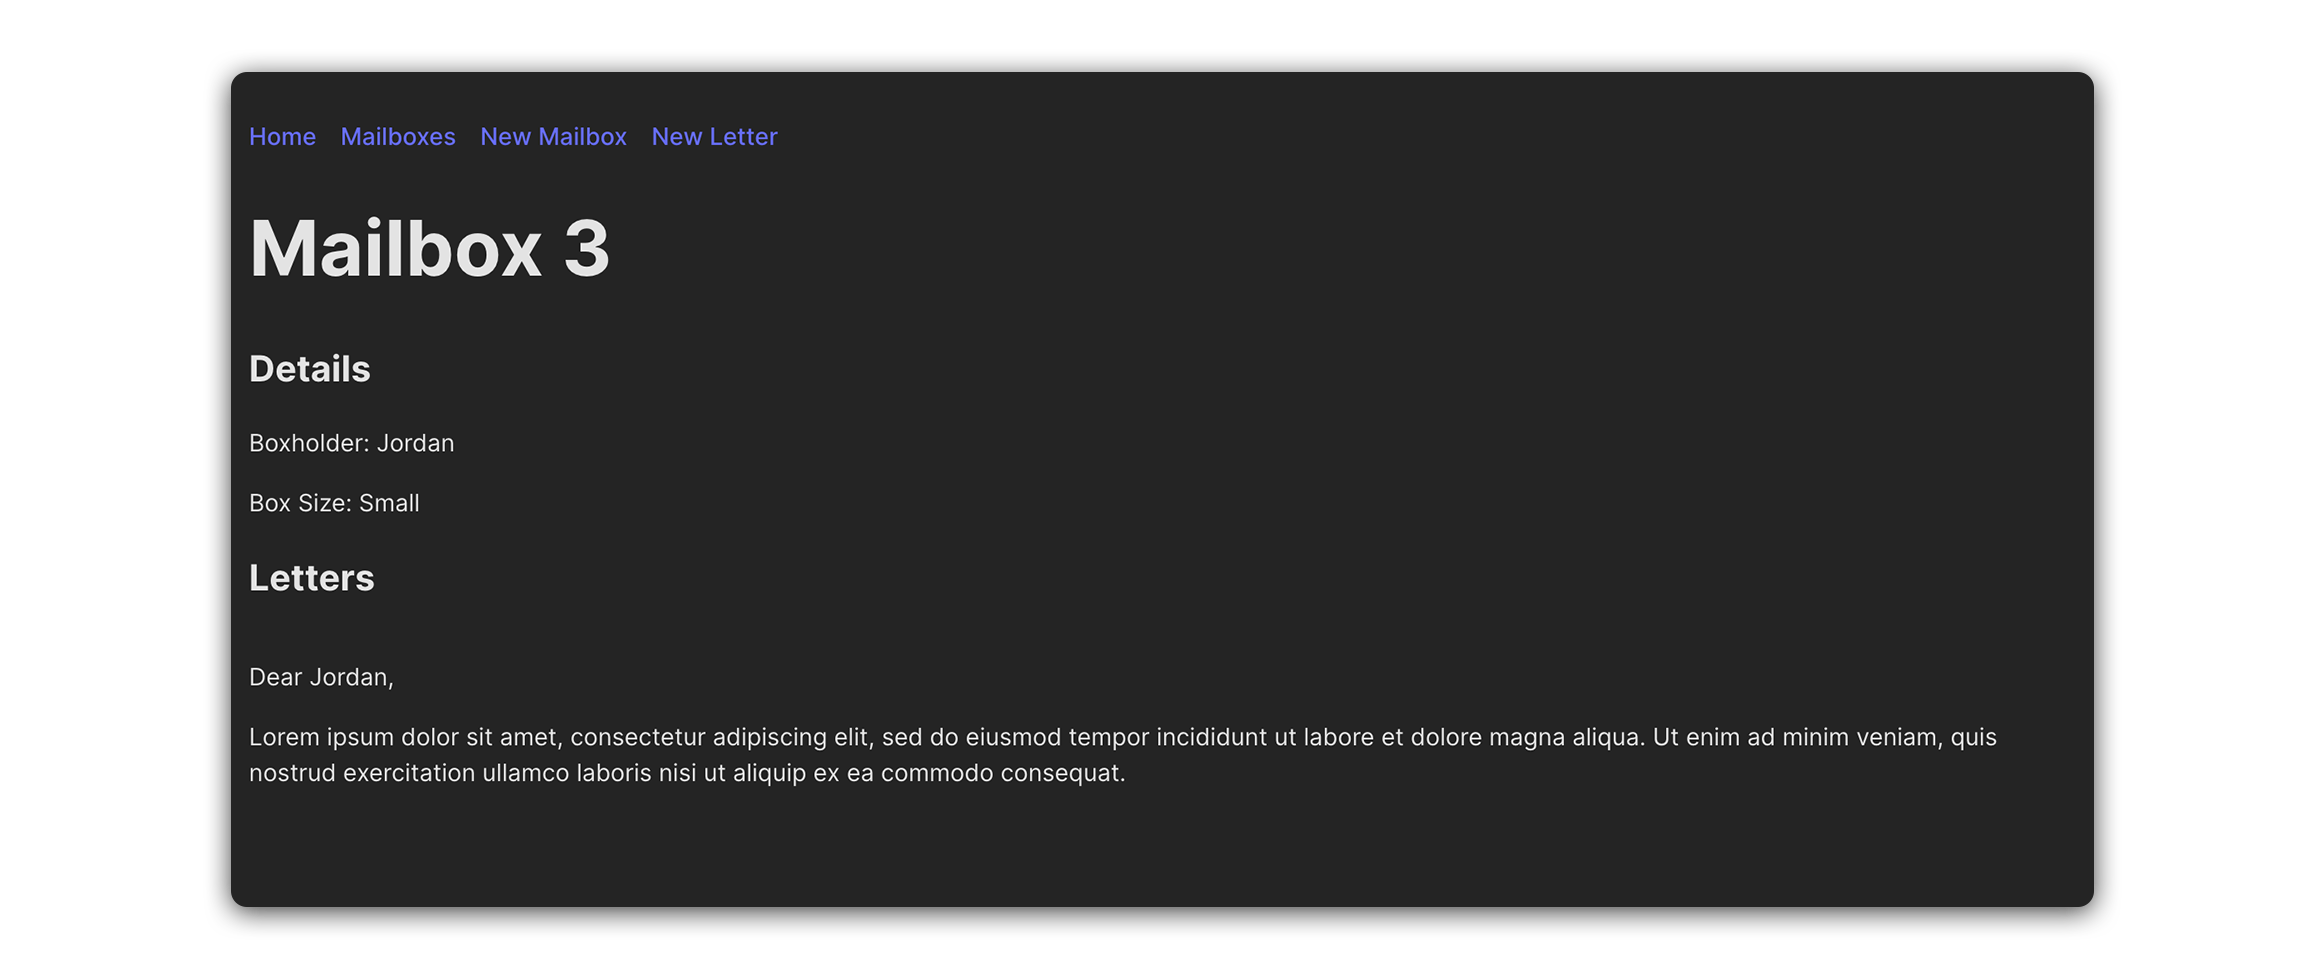 Home Mailboxes New Mailbox New Letter
Mailbox 3
Details
Boxholder: Jordan
Box Size: Small
Letters
Dear Jordan,
Lorem ipsum dolor sit amet, consectetur adipiscing elit, sed do eiusmod tempor incididunt ut labore et dolore magna aliqua. Ut enim ad minim veniam, quis
nostrud exercitation ullamco laboris nisi ut aliquip ex ea commodo consequat.